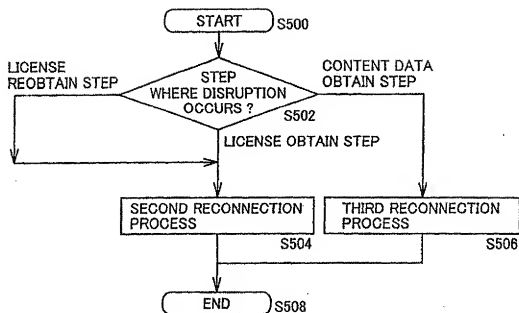 START
S500
LICENSE
REOBTAIN STEP
STEP
WHERE DISRUPTION
OCCURS ?
S502
CONTENT DATA
OBTAIN STEP
LICENSE OBTAIN STEP
SECOND RECONNECTION
PROCESS
S504
THIRD RECONNECTION
PROCESS
S506
END
S508